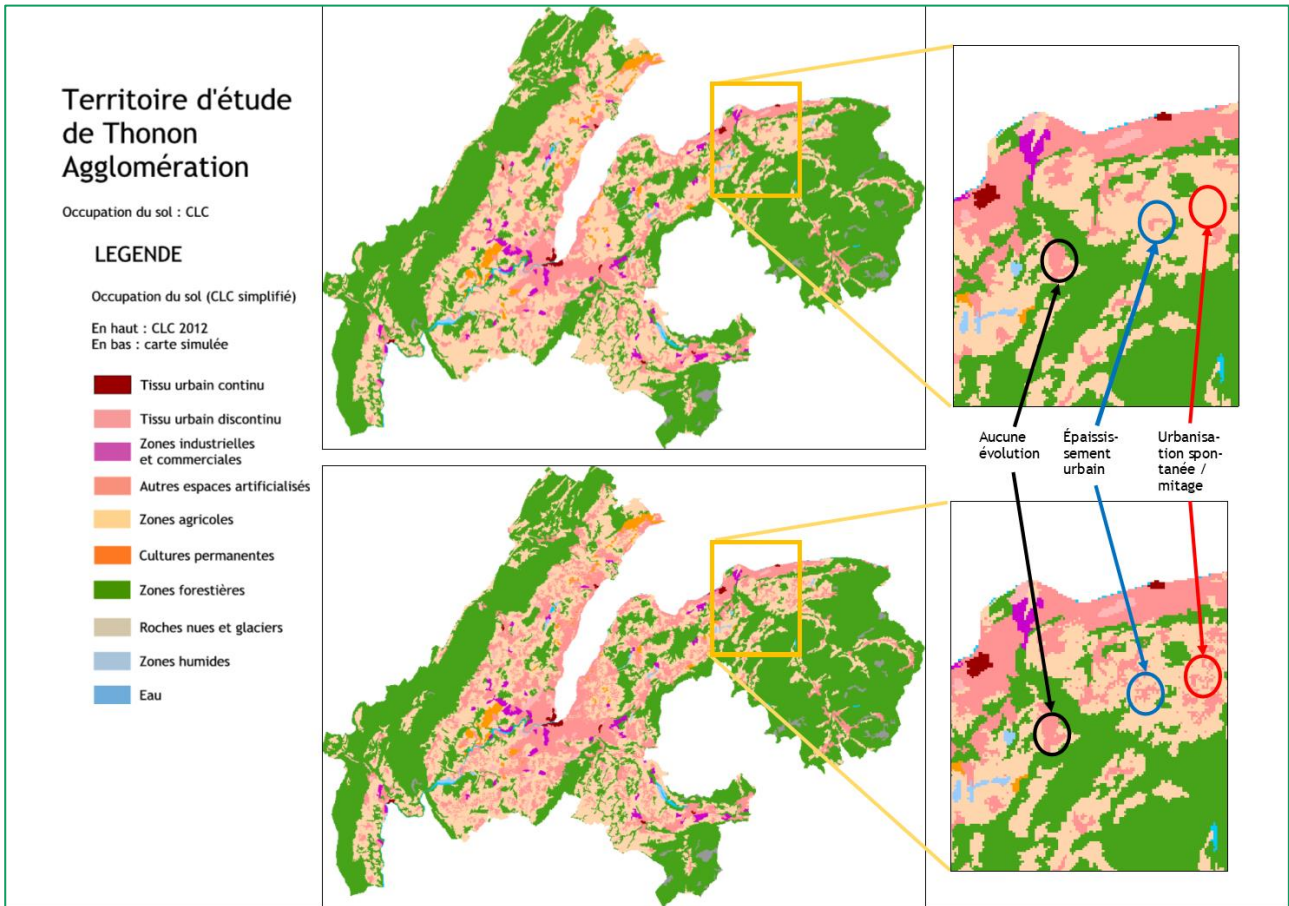 Territoire d'étude
de Thonon
Agglomération
Occupation du sol : CLC
LEGENDE
Occupation du sol (CLC simplifié)
En haut : CLC 2012
En bas : carte simulée
Tissu urbain continu
Tissu urbain discontinu
Zones industrielles
et commerciales
Autres espaces artificialisés
Zones agricoles
Cultures permanentes
Zones forestières
Roches nues et glaciers
Zones humides
Eau
Aucune
évolution
Épaissis-
sement
urbain
Urbanisa-
tion spon-
tanée /
mitage